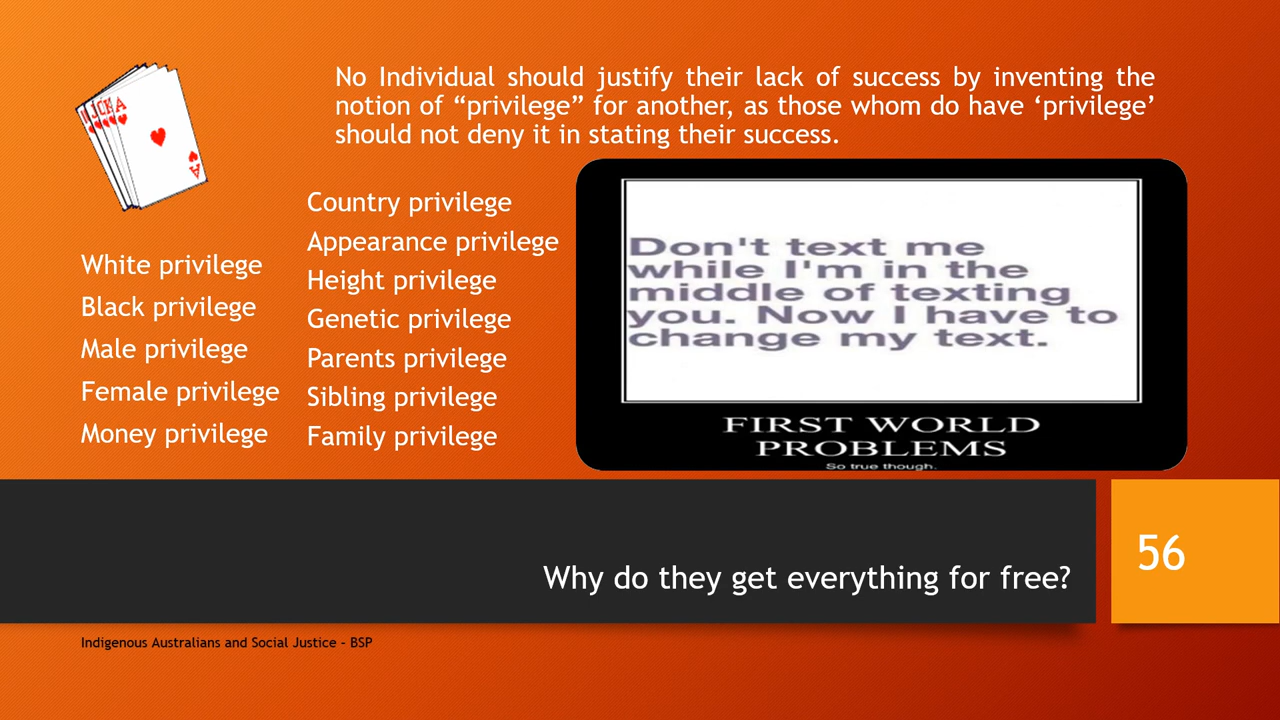 No Individual should justify their lack of success by inventing the
notion of “privilege” for another, as those whom do have ‘privilege’
should not deny it in stating their success.
White privilege
Black privilege
Male privilege
Female privilege
Money privilege
Country privilege
Appearance privilege
Height privilege
Genetic privilege
Parents privilege
Sibling privilege
Family privilege
Don't text me
while I'm in the
middle of texting
you. Now I have to
change my text.
FIRST WORLD
PROBLEMS
So true though.
Why do they get everything for free?
56
Indigenous Australians and Social Justice - BSP